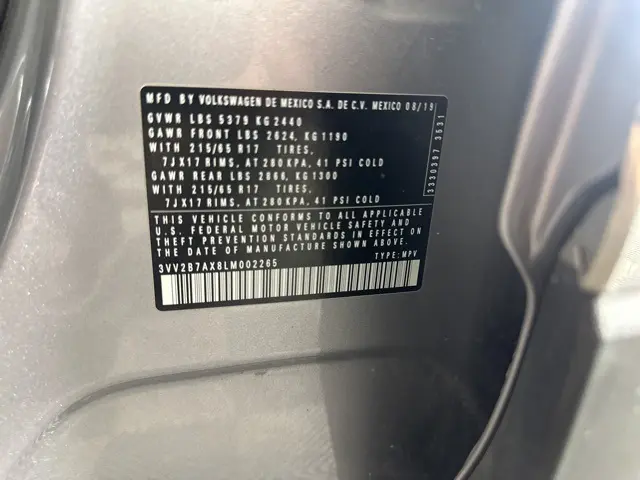 MFD BY VOLKSWAGEN DE MEXICO S.A. DE C.V. MEXICO 08/19
GVWR LBS 5379 KG 2440
GAWR FRONT LBS 2624, KG 1190
WITH 215/65 R17 TIRES,
7JX17 RIMS, AT 280 KPA, 41 PSI COLD
GAWR REAR LBS 2866, KG 1300
WITH 215/65 R17 TIRES,
7JX17 RIMS, AT 280 KPA, 41 PSI COLD
THIS VEHICLE CONFORMS TO ALL APPLICABLE
U.S. FEDERAL MOTOR VEHICLE SAFETY AND
THEFT PREVENTION STANDARDS IN EFFECT ON
THE DATE OF MANUFACTURE SHOWN ABOVE.
3VV2B7AX8LM002265 TYPE: MPV
3330397 3531